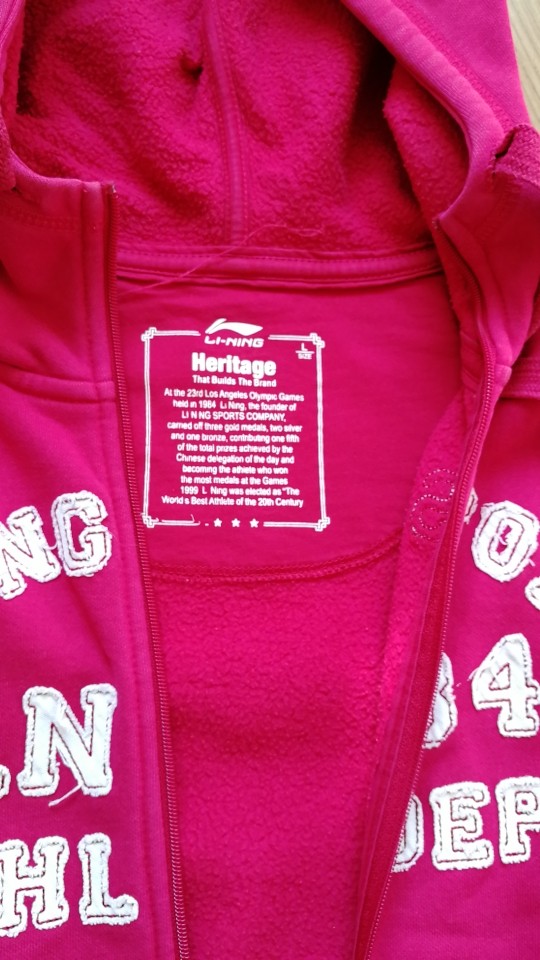 LI-NING
L
SIZE
Heritage
That Builds The Brand
At the 23rd Los Angeles Olympic Games
held in 1984 Li Ning, the founder of
LI N NG SPORTS COMPANY,
carried off three gold medals, two silver
and one bronze, contributing one fifth
of the total prizes achieved by the
Chinese delegation of the day and
becoming the athlete who won
the most medals at the Games
1999 L Ning was elected as "The
World s Best Athlete of the 20th Century
NG
OS
.N
84
HL
DEP